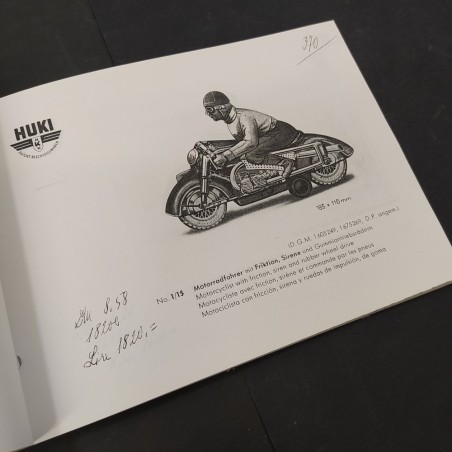 370
HUKI
185 x 110 mm
(D.G.M. 1605249, 1675269, D.P. angem.)
No. 1/15 Motorradfahrer mit Friktion, Sirene und Gummiantriebsrädern
Motorcyclist with friction, siren and rubber wheel drive
Motocycliste avec friction, sirène et commande par les pneus
Motociclista con fricción, sirena y ruedas de impulsión, de goma
8.58
Lire 1820.=